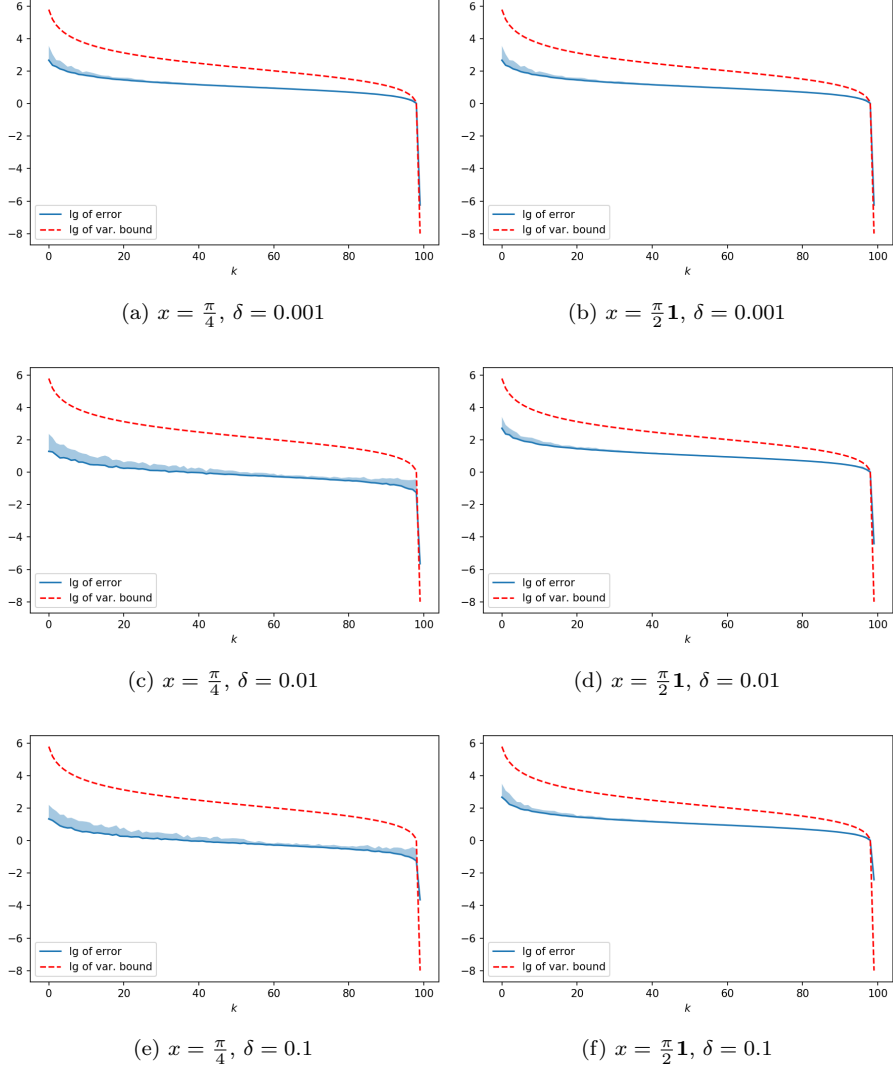 6
4
2
0
−2
−4
−6
−8
lg of error
lg of var. bound
0 20 40 60 80 100
k
(a) x = π/4, δ = 0.001
6
4
2
0
−2
−4
−6
−8
lg of error
lg of var. bound
0 20 40 60 80 100
k
(b) x = π/2 1, δ = 0.001
6
4
2
0
−2
−4
−6
−8
lg of error
lg of var. bound
0 20 40 60 80 100
k
(c) x = π/4, δ = 0.01
6
4
2
0
−2
−4
−6
−8
lg of error
lg of var. bound
0 20 40 60 80 100
k
(d) x = π/2 1, δ = 0.01
6
4
2
0
−2
−4
−6
−8
lg of error
lg of var. bound
0 20 40 60 80 100
k
(e) x = π/4, δ = 0.1
6
4
2
0
−2
−4
−6
−8
lg of error
lg of var. bound
0 20 40 60 80 100
k
(f) x = π/2 1, δ = 0.1